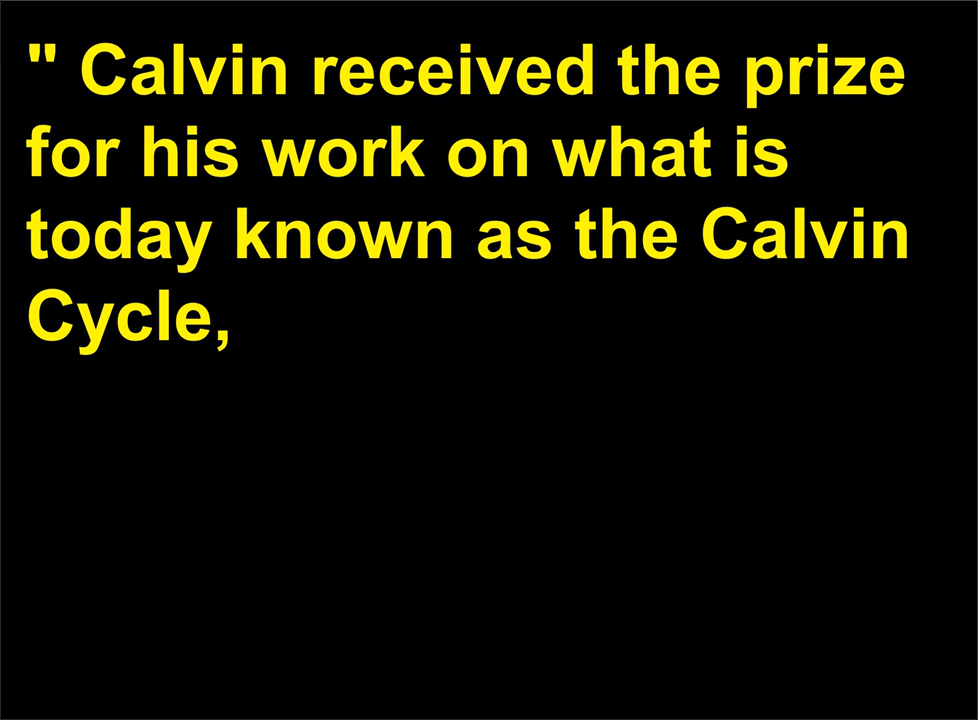 " Calvin received the prize
for his work on what is
today known as the Calvin
Cycle,